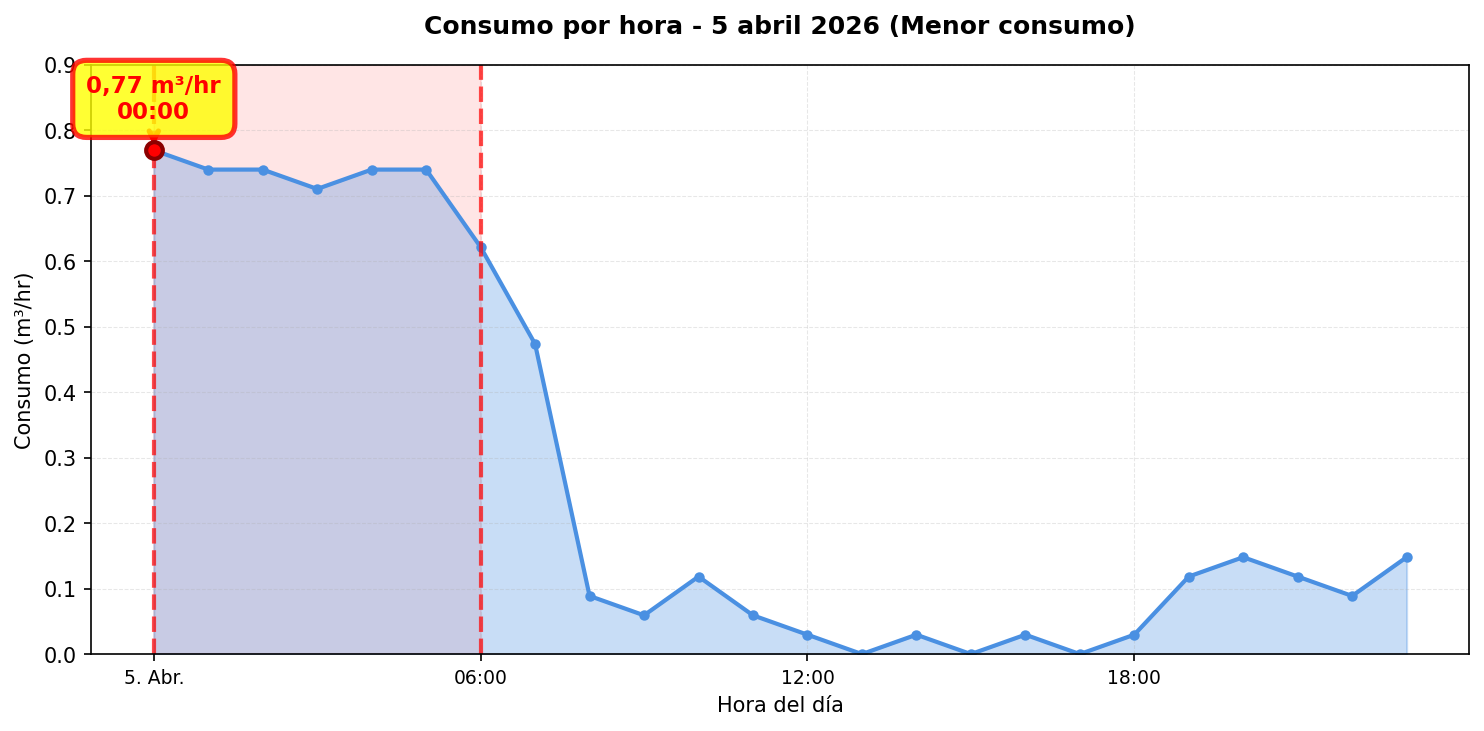 Consumo por hora - 5 abril 2026 (Menor consumo)
0,77 m³/hr
00:00
Consumo (m³/hr)
0.9
0.8
0.7
0.6
0.5
0.4
0.3
0.2
0.1
0.0
5. Abr.
06:00
12:00
18:00
Hora del día